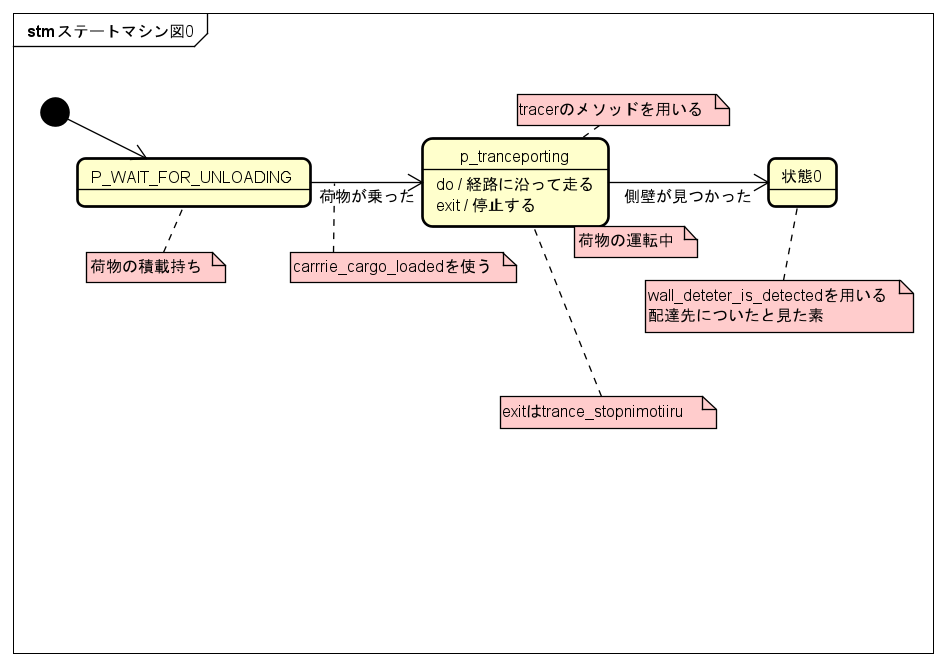 stm ステートマシン図0
tracerのメソッドを用いる
P_WAIT_FOR_UNLOADING
荷物が乗った
p_tranceporting
do / 経路に沿って走る
exit / 停止する
側壁が見つかった
状態0
荷物の積載持ち
carrrie_cargo_loadedを使う
荷物の運転中
wall_deteter_is_detectedを用いる
配達先についたと見た素
exitはtrance_stopnimotiiru